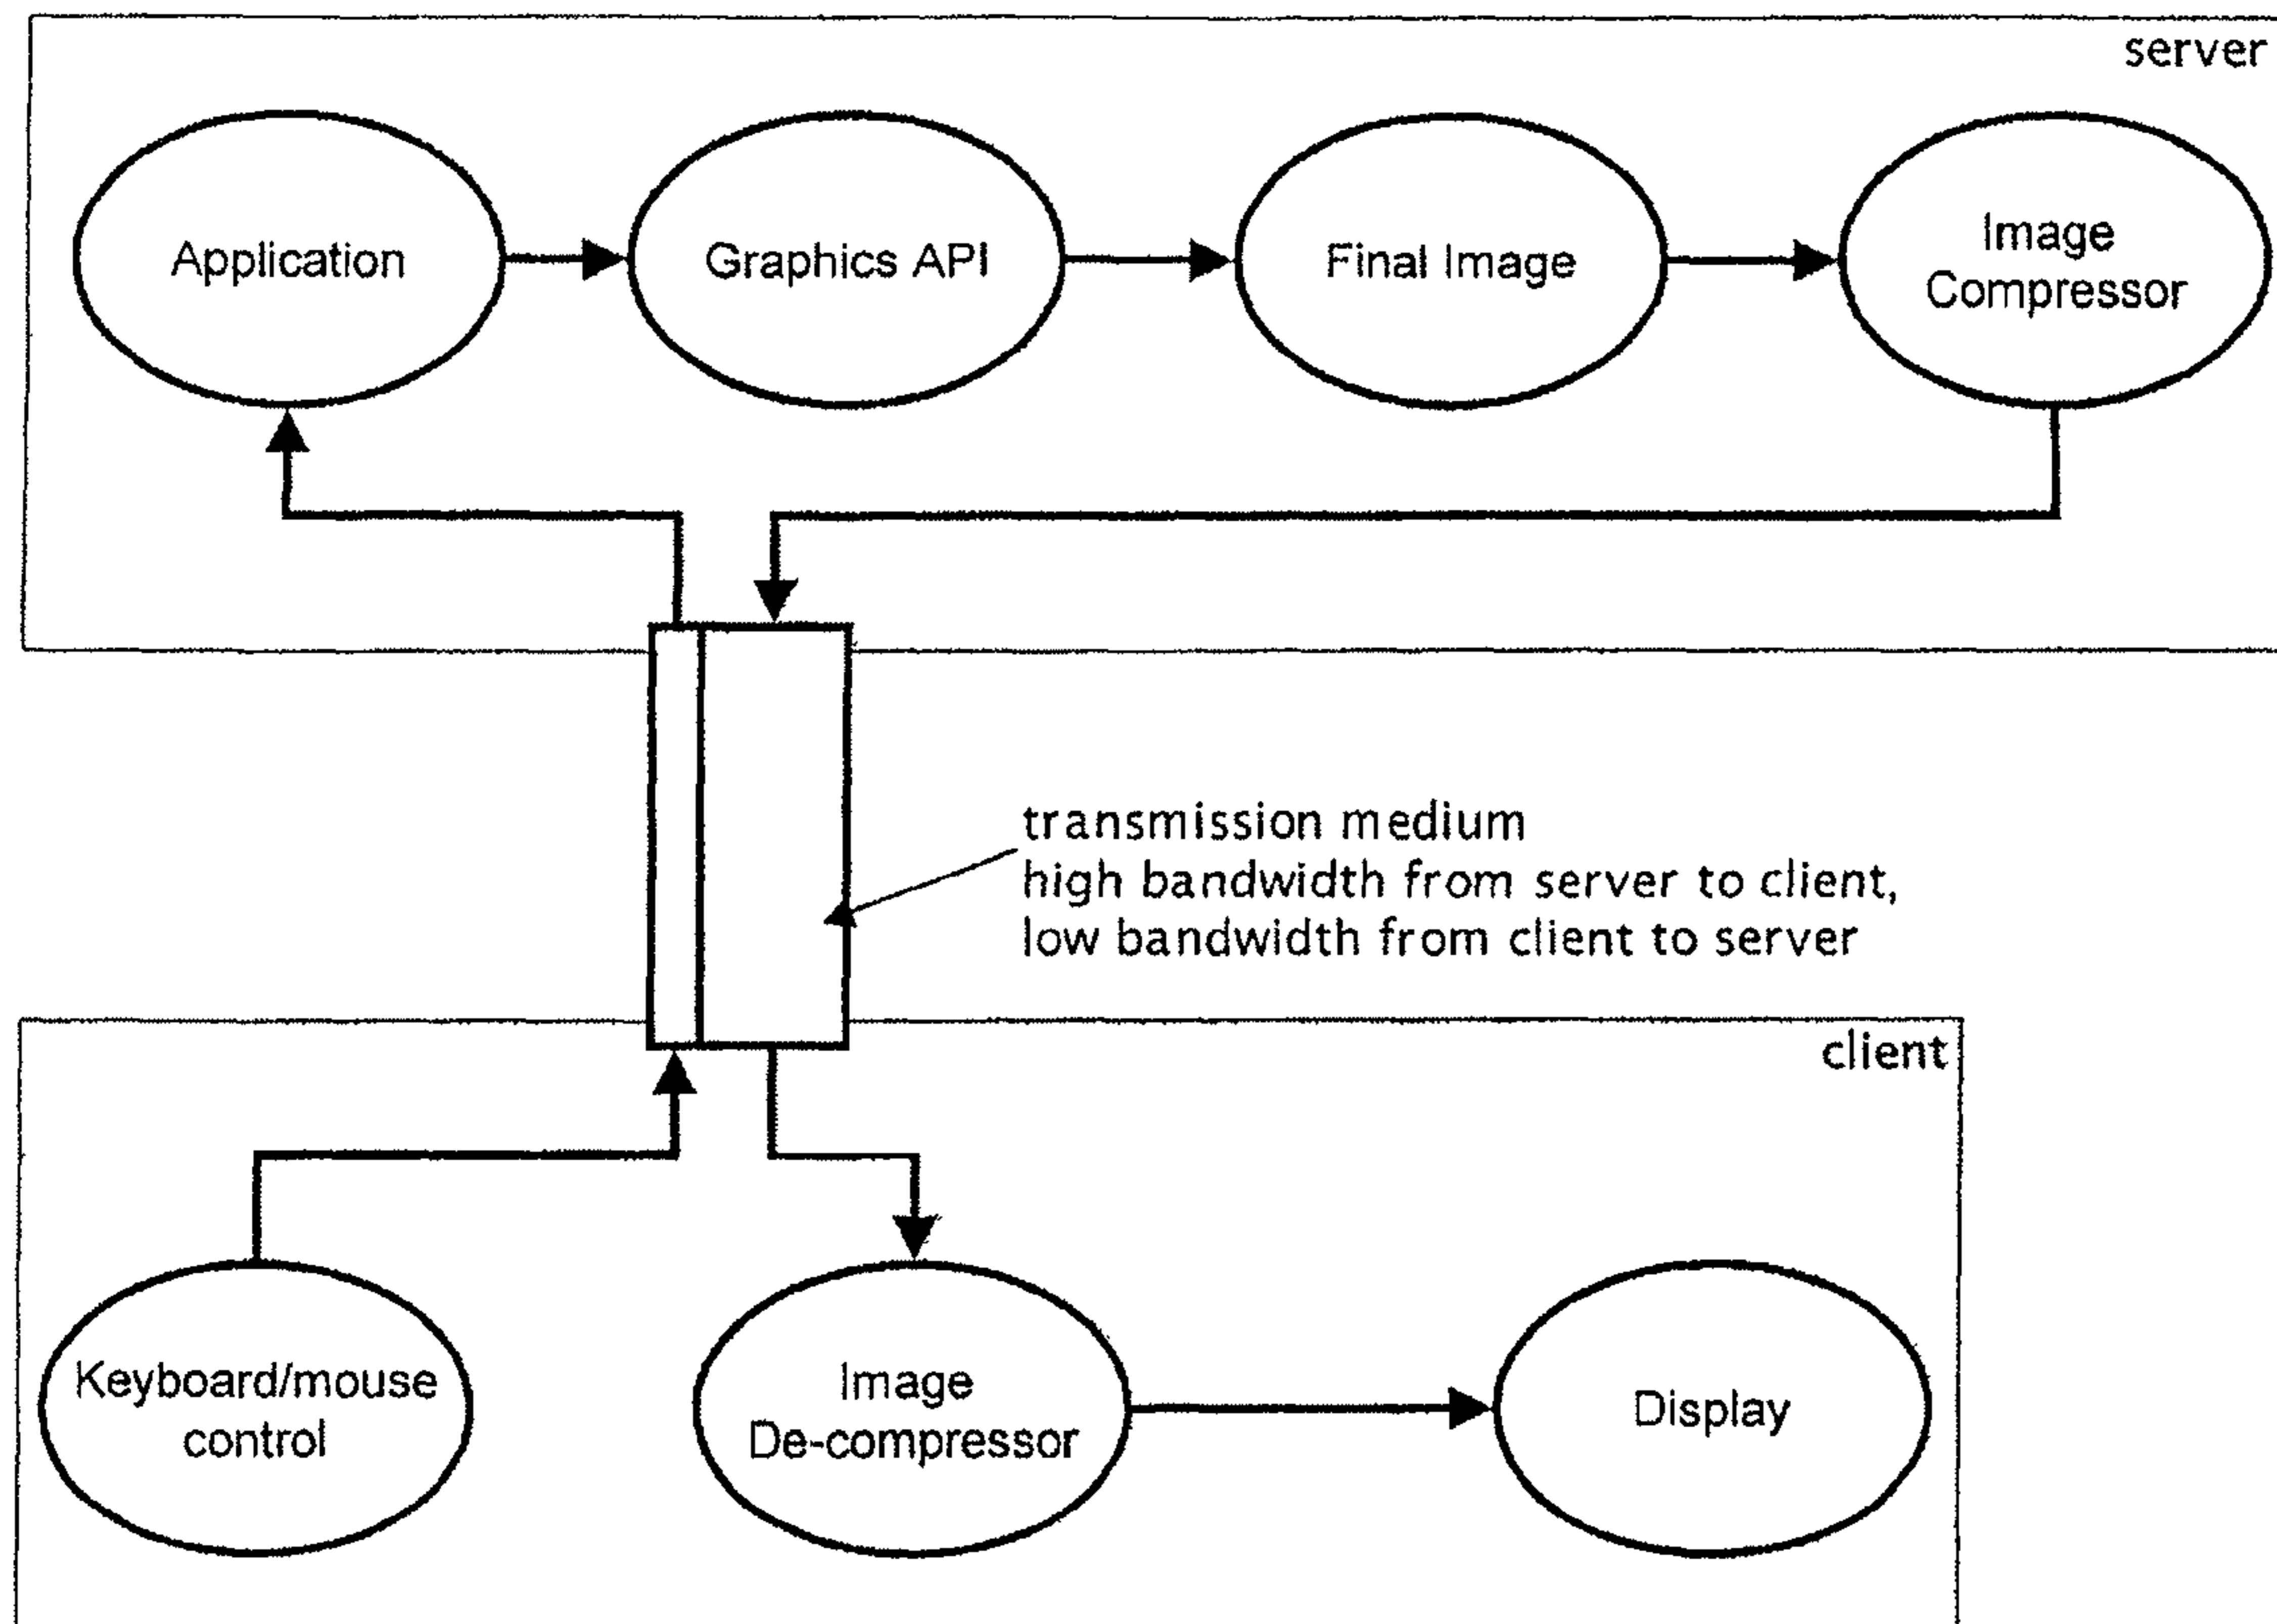 server
Application
Graphics API
Final Image
Image
Compressor
transmission medium
high bandwidth from server to client,
low bandwidth from client to server
client
Keyboard/mouse
control
Image
De-compressor
Display